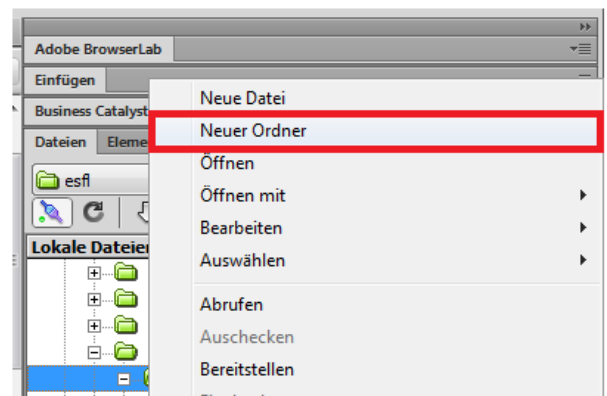 Adobe BrowserLab
Einfügen
Business Catalyst
Dateien Eleme
esfl
Lokale Dateien
Neue Datei
Neuer Ordner
Öffnen
Öffnen mit
Bearbeiten
Auswählen
Abrufen
Auschecken
Bereitstellen